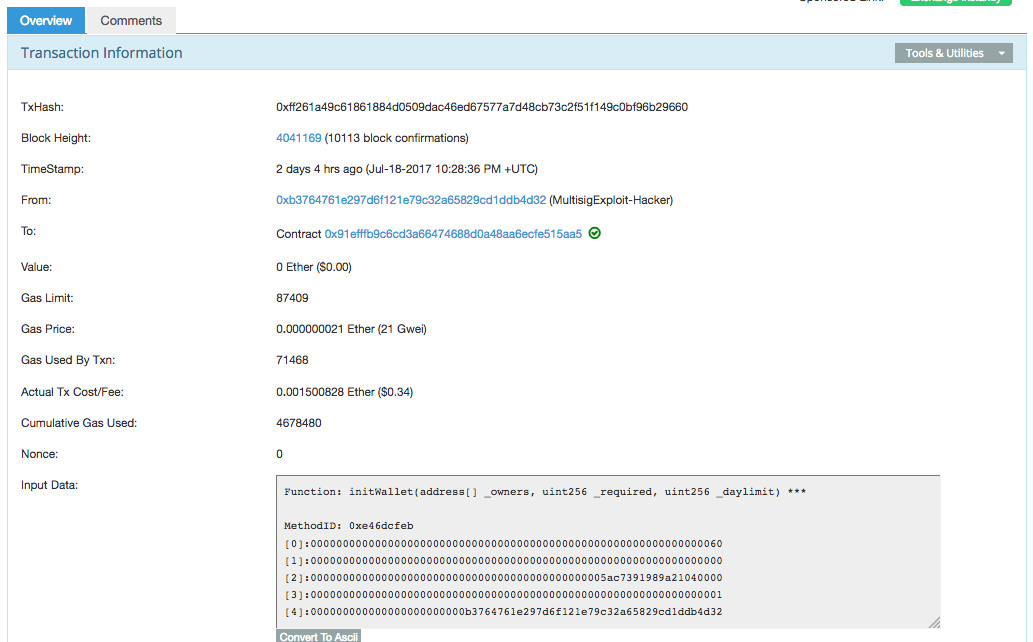 Overview Comments
Transaction Information Tools & Utilities
TxHash: 0xff261a49c61861884d0509dac46ed67577a7d48cb73c2f51f149c0bf96b29660
Block Height: 4041169 (10113 block confirmations)
TimeStamp: 2 days 4 hrs ago (Jul-18-2017 10:28:36 PM +UTC)
From: 0xb3764761e297d6f121e79c32a65829cd1ddb4d32 (MultisigExploit-Hacker)
To: Contract 0x91efffb9c6cd3a66474688d0a48aa6ecfe515aa5
Value: 0 Ether ($0.00)
Gas Limit: 87409
Gas Price: 0.000000021 Ether (21 Gwei)
Gas Used By Txn: 71468
Actual Tx Cost/Fee: 0.001500828 Ether ($0.34)
Cumulative Gas Used: 4678480
Nonce: 0
Input Data:
Function: initWallet(address[] _owners, uint256 _required, uint256 _daylimit) ***
MethodID: 0xe46dcfeb
[0]:0000000000000000000000000000000000000000000000000000000000000060
[1]:0000000000000000000000000000000000000000000000000000000000000000
[2]:00000000000000000000000000000000000000000000005ac7391989a21040000
[3]:0000000000000000000000000000000000000000000000000000000000000001
[4]:000000000000000000000000b3764761e297d6f121e79c32a65829cd1ddb4d32
Convert To Ascii